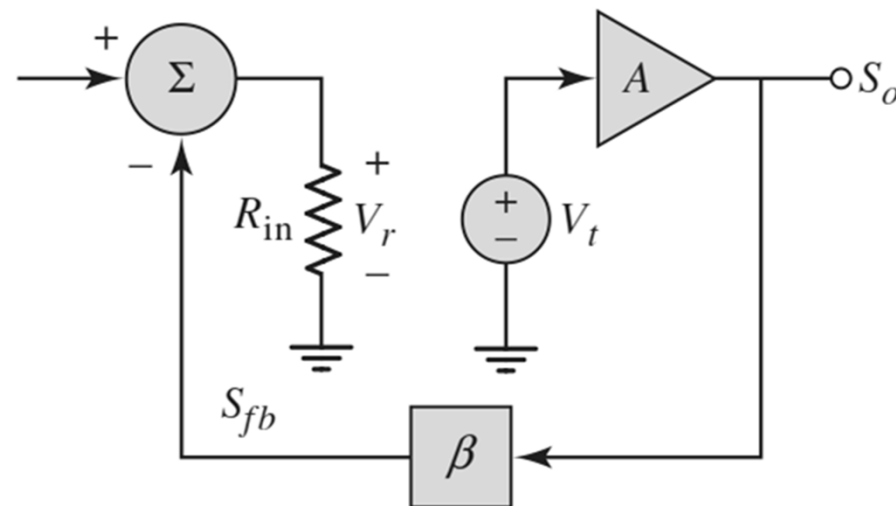 +
Σ
−
R_in
+
V_r
−
+
−
V_t
A
S_o
S_fb
β